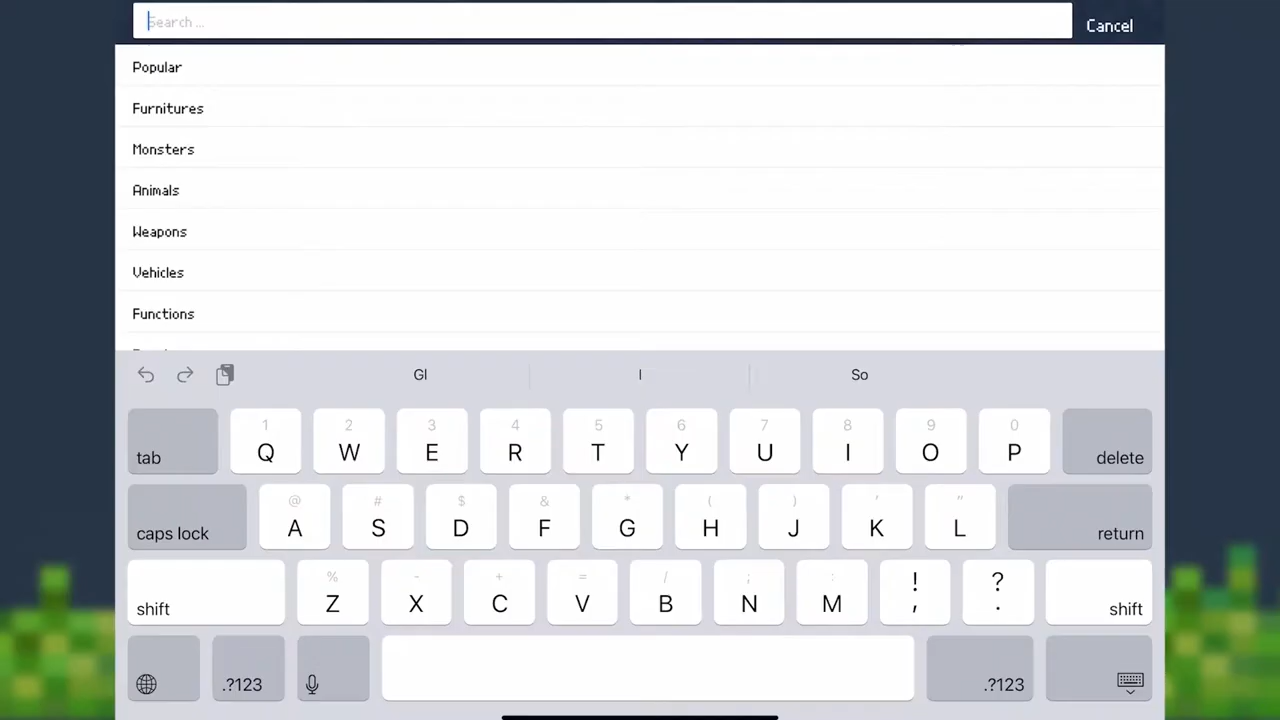 Search ...
Cancel
Popular
Furnitures
Monsters
Animals
Weapons
Vehicles
Functions
GI I So
1 2 3 4 5 6 7 8 9 0
tab Q W E R T Y U I O P delete
@ # $ & * ( ) ' "
caps lock A S D F G H J K L return
% - + = / ; : ! ?
shift Z X C V B N M , . shift
.?123 .?123